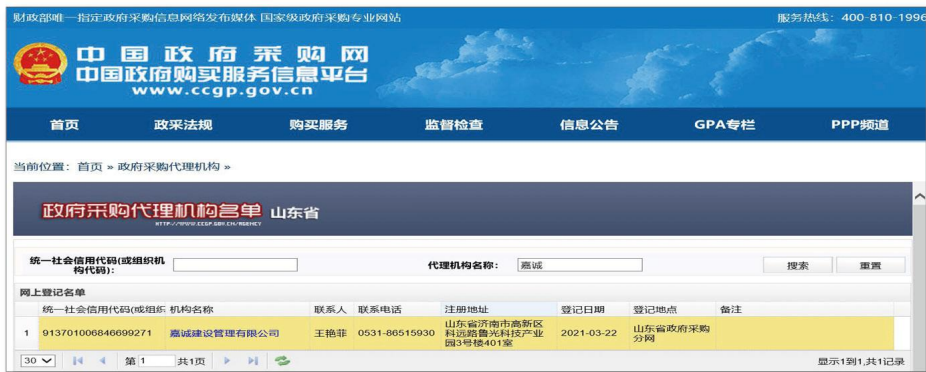 财政部唯一指定政府采购信息网络发布媒体 国家级政府采购专业网站 服务热线：400-810-1996
中国政府采购网
中国政府购买服务信息平台
www.ccgp.gov.cn
首页 政采法规 购买服务 监督检查 信息公告 GPA专栏 PPP频道
当前位置：首页 » 政府采购代理机构 »
政府采购代理机构名单 山东省
HTTP://WWW.CCGP.GOV.CN/AGENCY
统一社会信用代码(或组织机
构代码): 代理机构名称: 嘉诚 搜索 重置
网上登记名单
统一社会信用代码(或组织 机构名称 联系人 联系电话 注册地址 登记日期 登记地点 备注
1 913701006846699271 嘉诚建设管理有限公司 王艳菲 0531-86515930 山东省济南市高新区
科远路鲁光科技产业
园3号楼401室 2021-03-22 山东省政府采购
分网
30 第 1 共1页 显示1到1,共1记录